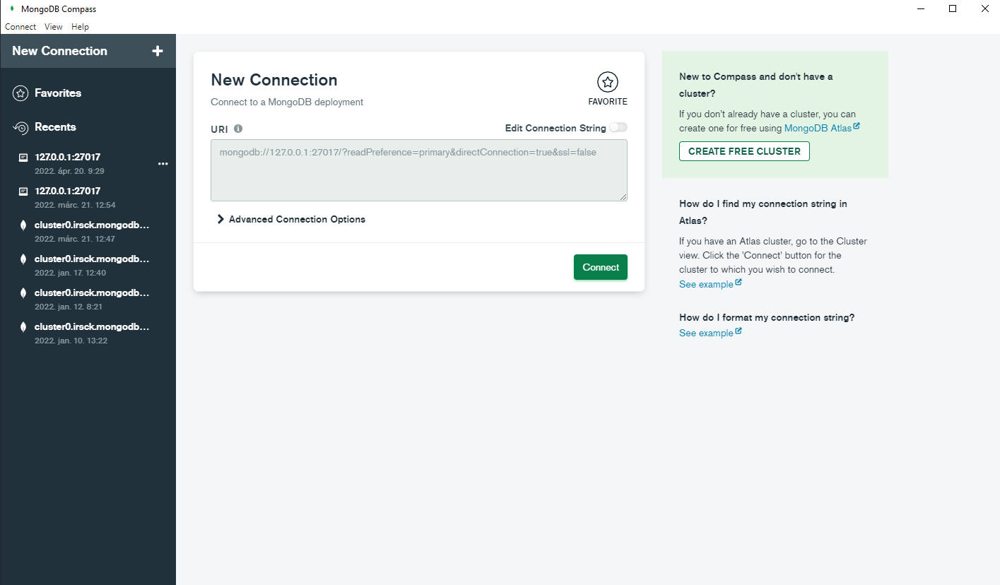 MongoDB Compass
Connect View Help
New Connection
Favorites
Recents
127.0.0.1:27017
2022. ápr. 20. 9:29
127.0.0.1:27017
2022. márc. 21. 12:54
cluster0.irsck.mongodb...
2022. márc. 21. 12:47
cluster0.irsck.mongodb...
2022. jan. 17. 12:40
cluster0.irsck.mongodb...
2022. jan. 12. 8:21
cluster0.irsck.mongodb...
2022. jan. 10. 13:22
New Connection
Connect to a MongoDB deployment
FAVORITE
URI
Edit Connection String
mongodb://127.0.0.1:27017/?readPreference=primary&directConnection=true&ssl=false
Advanced Connection Options
Connect
New to Compass and don't have a
cluster?
If you don't already have a cluster, you can
create one for free using MongoDB Atlas
CREATE FREE CLUSTER
How do I find my connection string in
Atlas?
If you have an Atlas cluster, go to the Cluster
view. Click the 'Connect' button for the
cluster to which you wish to connect.
See example
How do I format my connection string?
See example